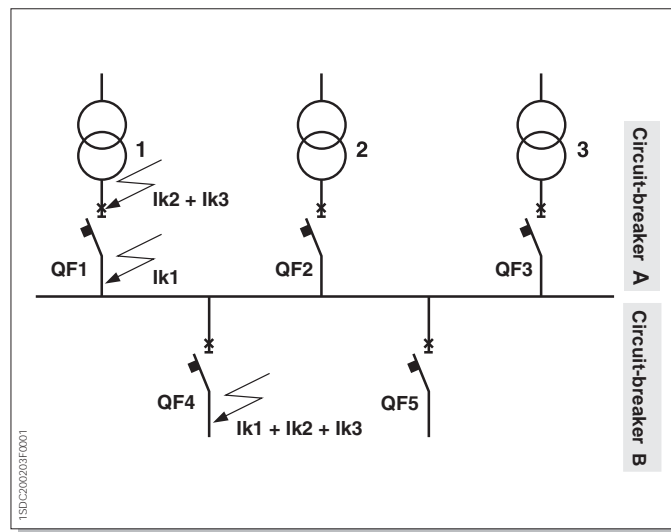 1
2
3
Ik2 + Ik3
QF1
Ik1
QF2
QF3
Circuit-breaker A
QF4
Ik1 + Ik2 + Ik3
QF5
Circuit-breaker B
1SDC200203F0001